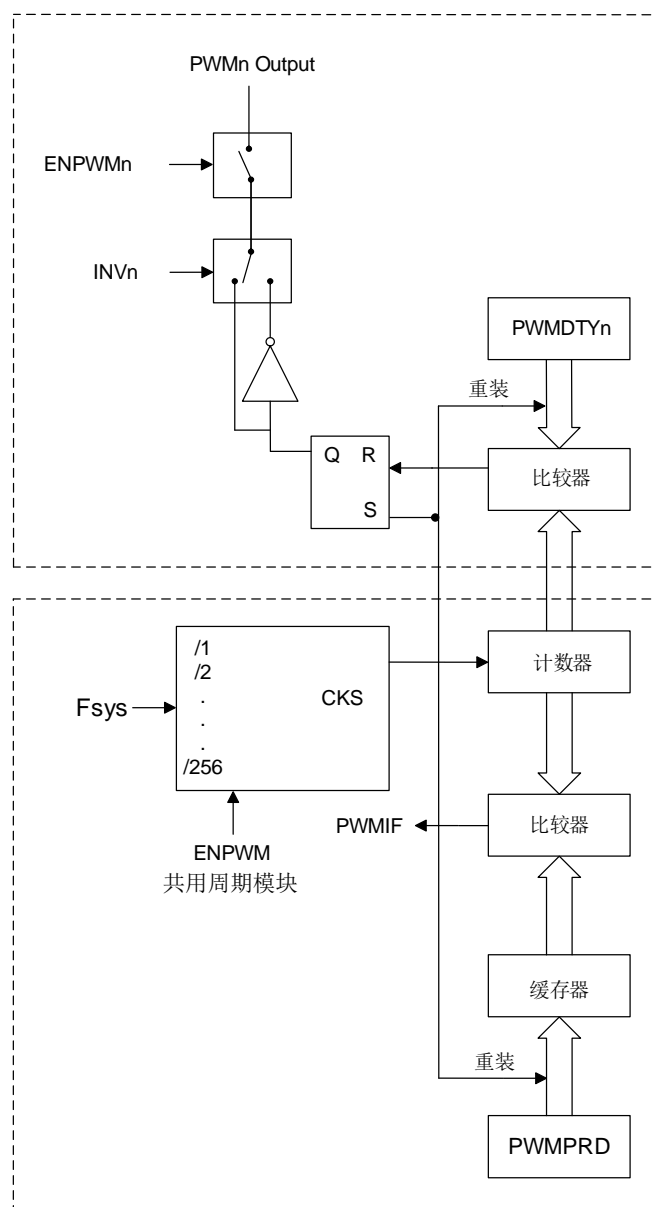 PWMn Output
ENPWMn
INVn
PWMDTYn
重装
Q R
S
比较器
/1
/2
.
.
.
/256
CKS
Fsys
计数器
ENPWM
共用周期模块
PWMIF
比较器
缓存器
重装
PWMPRD